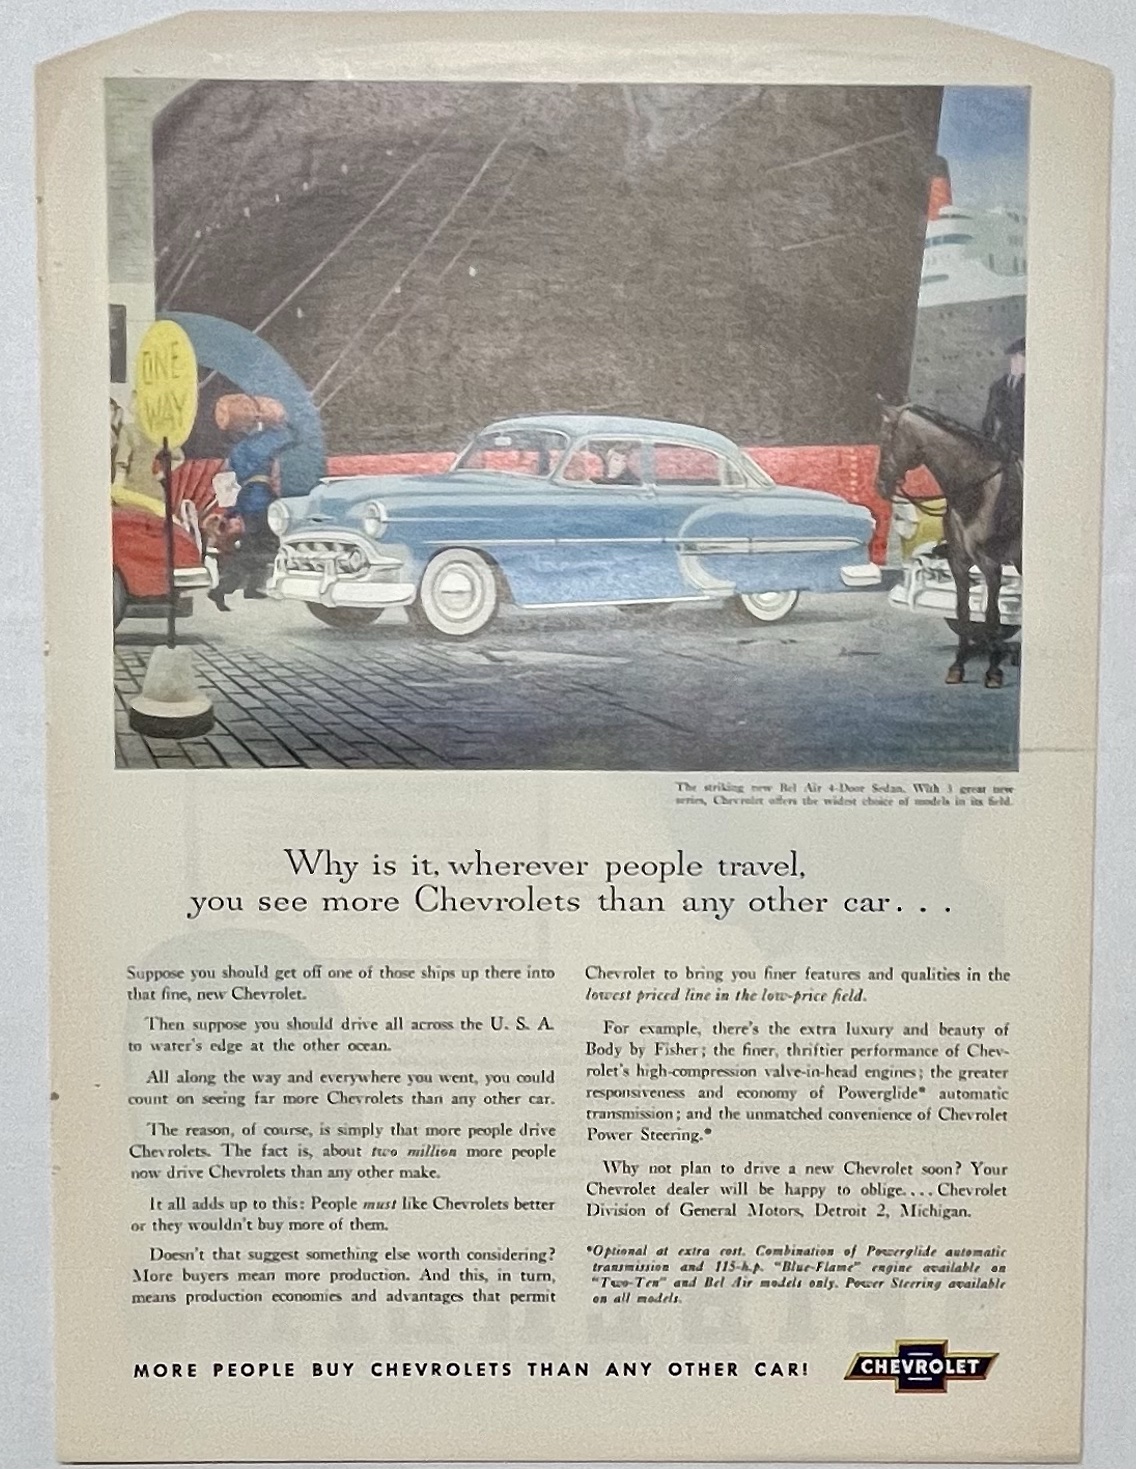 ONE
WAY
The striking new Bel Air 4-Door Sedan. With 3 great new
series, Chevrolet offers the widest choice of models in its field.
Why is it, wherever people travel,
you see more Chevrolets than any other car. . .
Suppose you should get off one of those ships up there into
that fine, new Chevrolet.
Then suppose you should drive all across the U. S. A.
to water's edge at the other ocean.
All along the way and everywhere you went, you could
count on seeing far more Chevrolets than any other car.
The reason, of course, is simply that more people drive
Chevrolets. The fact is, about two million more people
now drive Chevrolets than any other make.
It all adds up to this: People must like Chevrolets better
or they wouldn't buy more of them.
Doesn't that suggest something else worth considering?
More buyers mean more production. And this, in turn,
means production economies and advantages that permit
Chevrolet to bring you finer features and qualities in the
lowest priced line in the low-price field.
For example, there's the extra luxury and beauty of
Body by Fisher; the finer, thriftier performance of Chev-
rolet's high-compression valve-in-head engines; the greater
responsiveness and economy of Powerglide* automatic
transmission; and the unmatched convenience of Chevrolet
Power Steering.*
Why not plan to drive a new Chevrolet soon? Your
Chevrolet dealer will be happy to oblige.... Chevrolet
Division of General Motors, Detroit 2, Michigan.
*Optional at extra cost. Combination of Powerglide automatic
transmission and 115-h.p. "Blue-Flame" engine available on
"Two-Ten" and Bel Air models only. Power Steering available
on all models.
MORE PEOPLE BUY CHEVROLETS THAN ANY OTHER CAR!
CHEVROLET